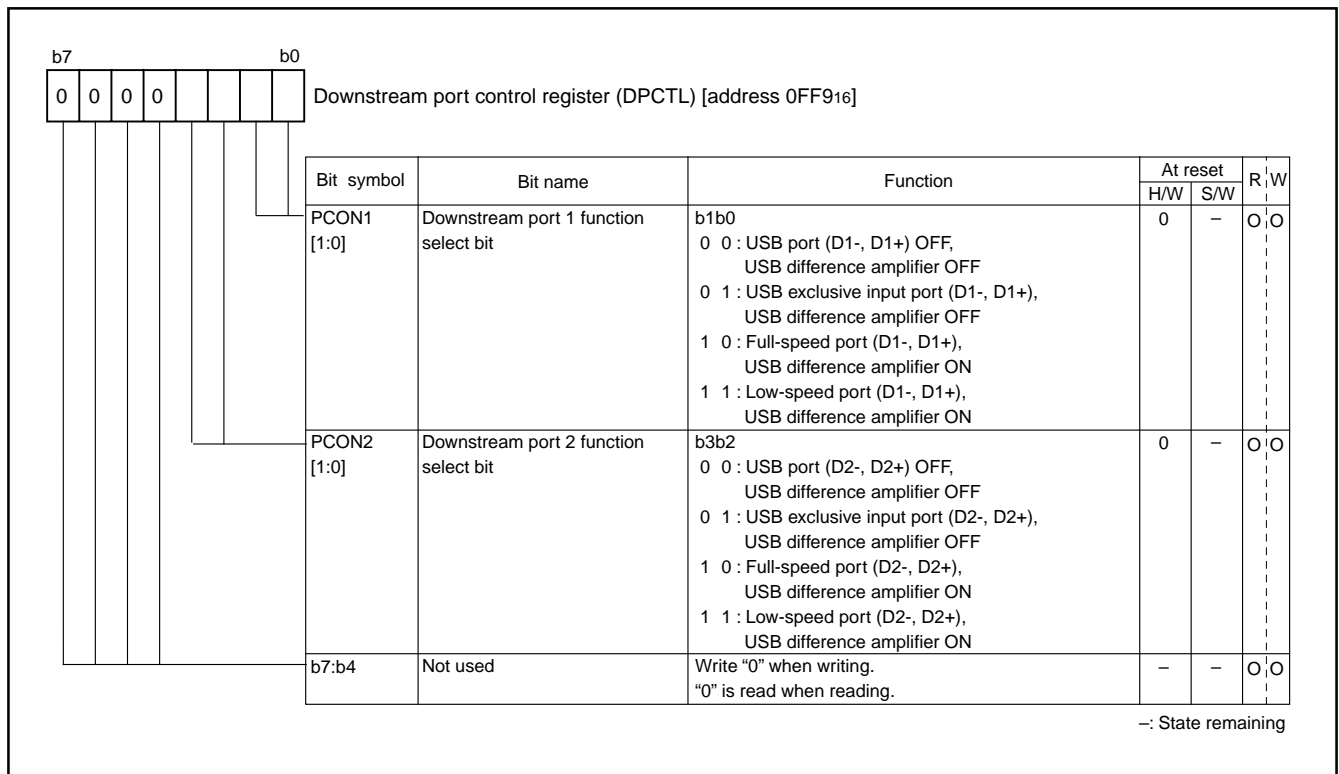 b7 b0
0 0 0 0 Downstream port control register (DPCTL) [address 0FF916]
Bit symbol Bit name Function At reset R W
H/W S/W
PCON1 Downstream port 1 function b1b0 0 – O O
[1:0] select bit 0 0 : USB port (D1-, D1+) OFF,
USB difference amplifier OFF
0 1 : USB exclusive input port (D1-, D1+),
USB difference amplifier OFF
1 0 : Full-speed port (D1-, D1+),
USB difference amplifier ON
1 1 : Low-speed port (D1-, D1+),
USB difference amplifier ON
PCON2 Downstream port 2 function b3b2 0 – O O
[1:0] select bit 0 0 : USB port (D2-, D2+) OFF,
USB difference amplifier OFF
0 1 : USB exclusive input port (D2-, D2+),
USB difference amplifier OFF
1 0 : Full-speed port (D2-, D2+),
USB difference amplifier ON
1 1 : Low-speed port (D2-, D2+),
USB difference amplifier ON
b7:b4 Not used Write “0” when writing. – – O O
“0” is read when reading.
–: State remaining